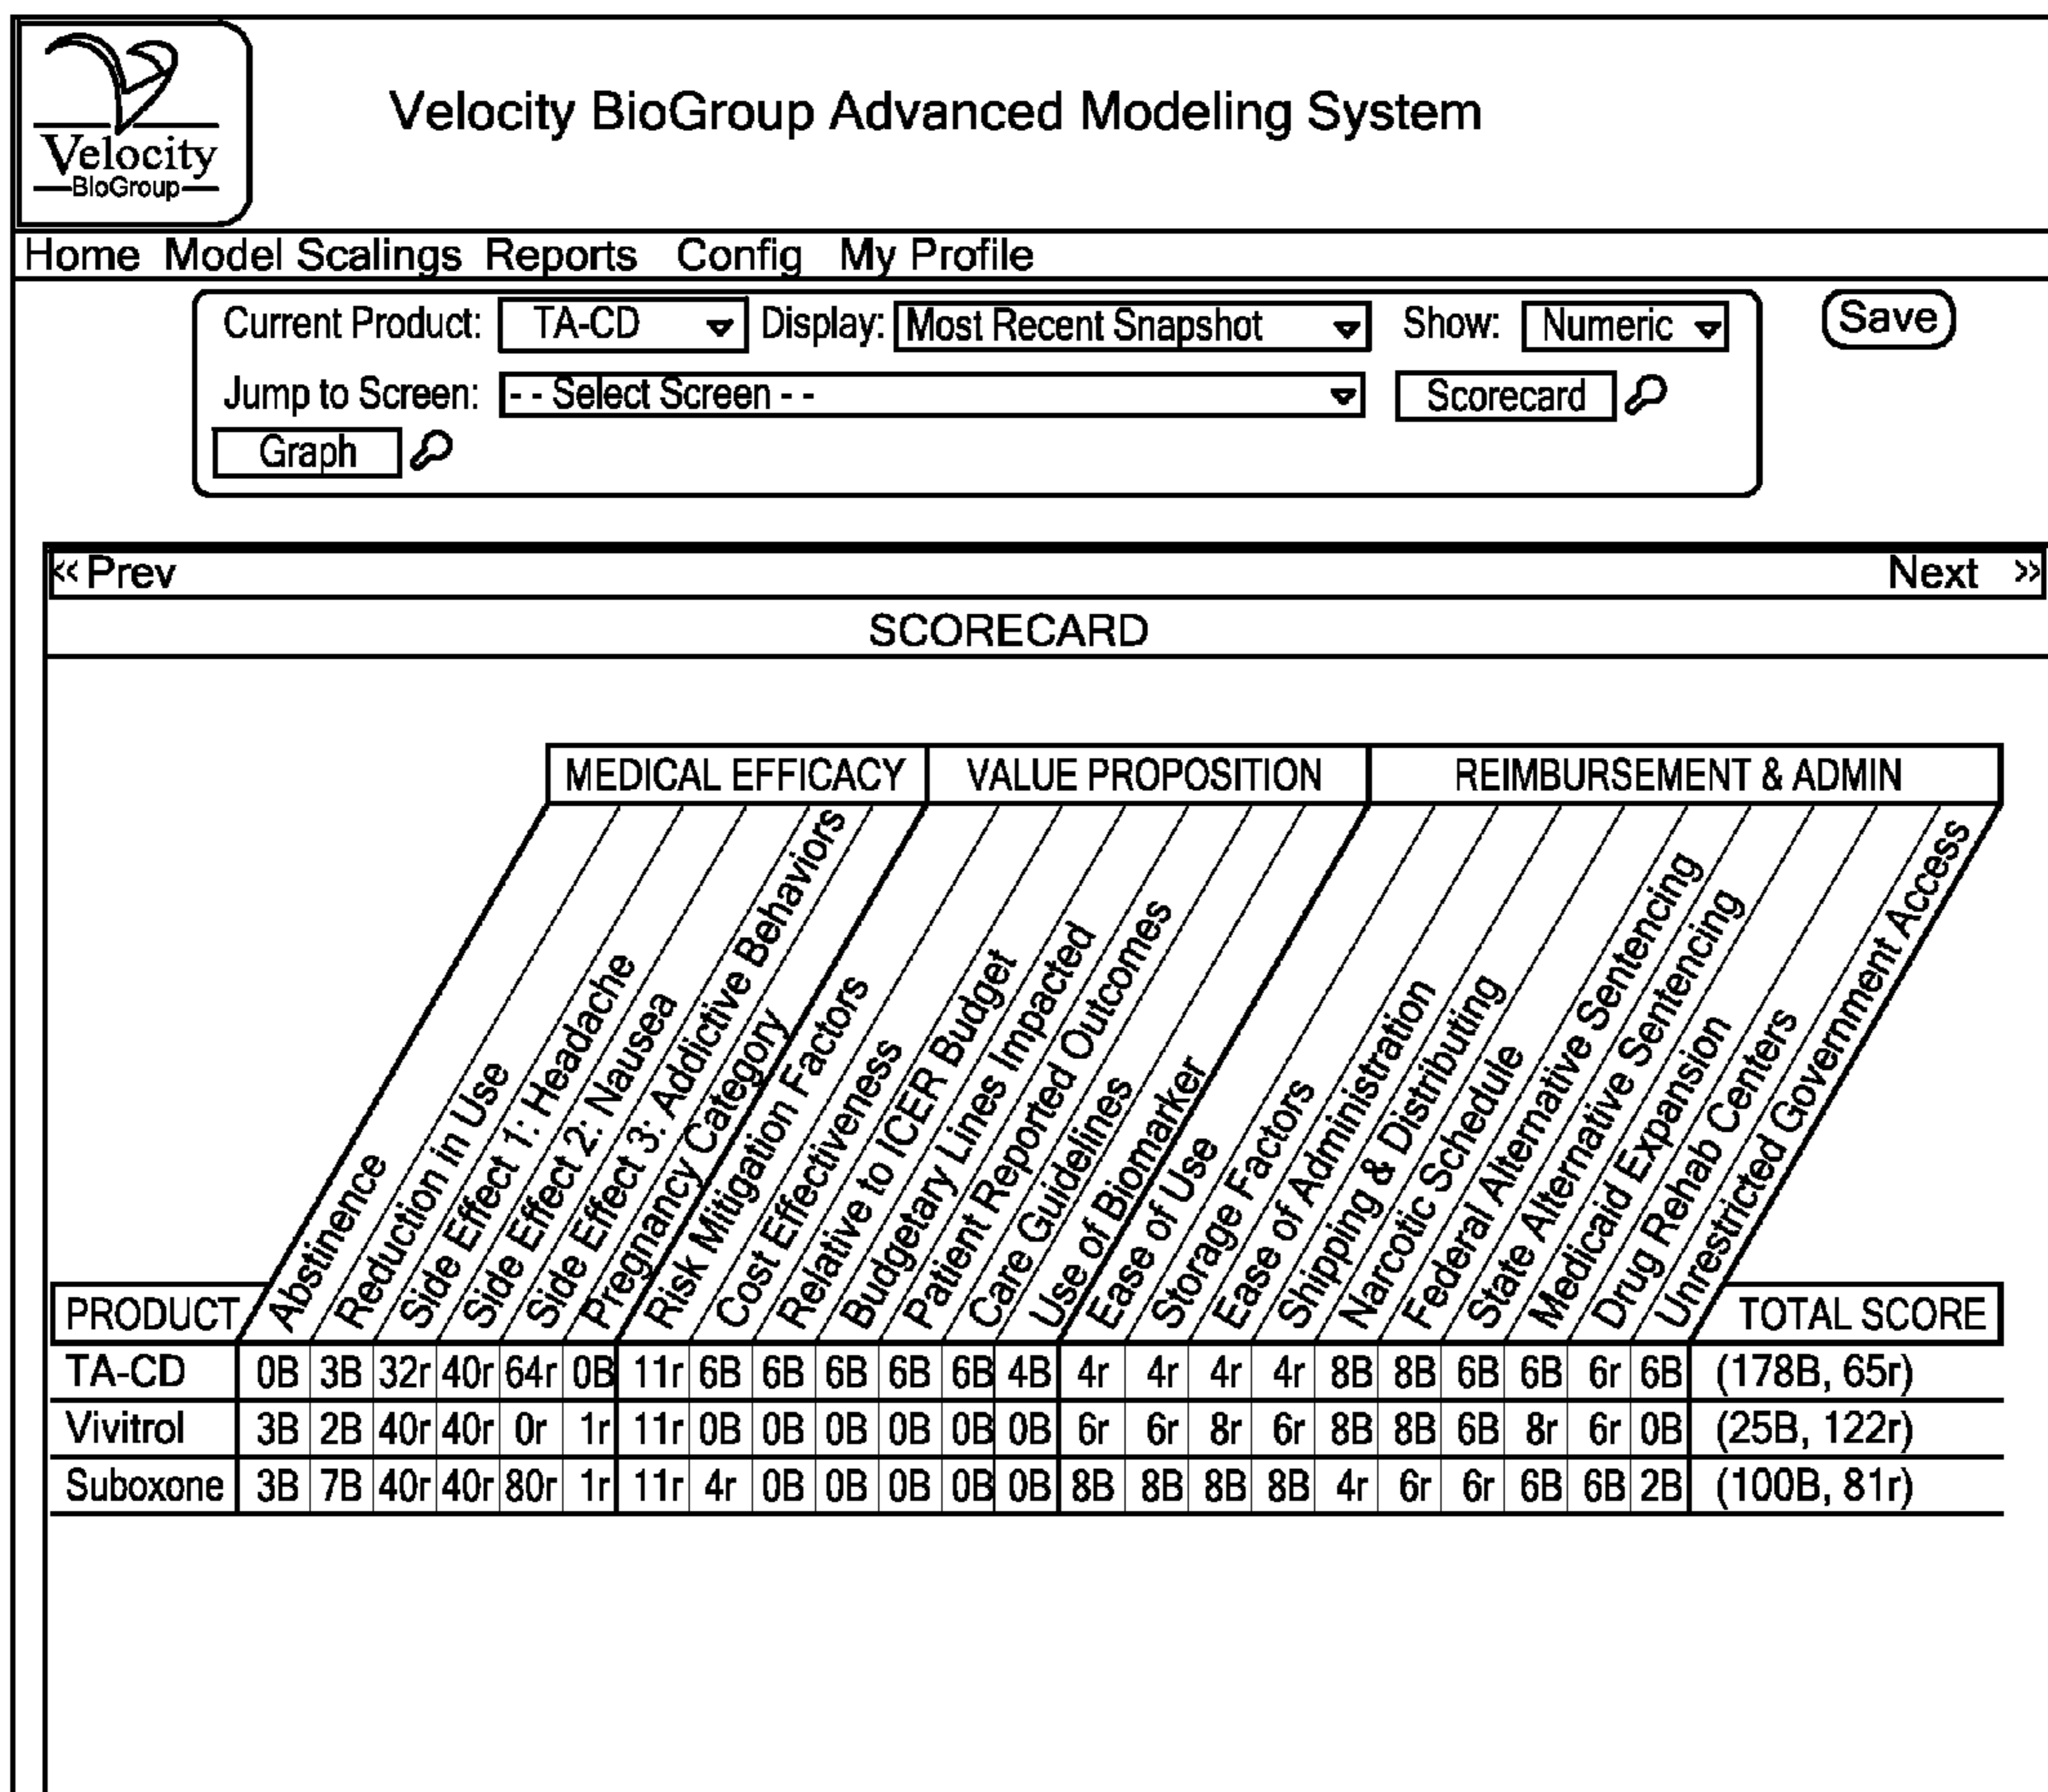 Velocity
BioGroup
Velocity BioGroup Advanced Modeling System
Home Model Scalings Reports Config My Profile
Current Product: TA-CD Display: Most Recent Snapshot Show: Numeric Save
Jump to Screen: - - Select Screen - - Scorecard
Graph
<< Prev Next >>
SCORECARD
MEDICAL EFFICACY VALUE PROPOSITION REIMBURSEMENT & ADMIN
PRODUCT
Abstinence
Reduction in Use
Side Effect 1: Headache
Side Effect 2: Nausea
Side Effect 3: Addictive Behaviors
Pregnancy Category
Risk Mitigation Factors
Cost Effectiveness
Relative to ICER Budget
Budgetary Lines Impacted
Patient Reported Outcomes
Care Guidelines
Use of Biomarker
Ease of Use
Storage Factors
Ease of Administration
Shipping & Distributing
Narcotic Schedule
Federal Alternative Sentencing
State Alternative Sentencing
Medicaid Expansion
Drug Rehab Centers
Unrestricted Government Access
TOTAL SCORE
TA-CD 0B 3B 32r 40r 64r 0B 11r 6B 6B 6B 6B 6B 4B 4r 4r 4r 4r 8B 8B 6B 6B 6r 6B (178B, 65r)
Vivitrol 3B 2B 40r 40r 0r 1r 11r 0B 0B 0B 0B 0B 0B 6r 6r 8r 6r 8B 8B 6B 8r 6r 0B (25B, 122r)
Suboxone 3B 7B 40r 40r 80r 1r 11r 4r 0B 0B 0B 0B 0B 8B 8B 8B 8B 4r 6r 6r 6B 6B 2B (100B, 81r)